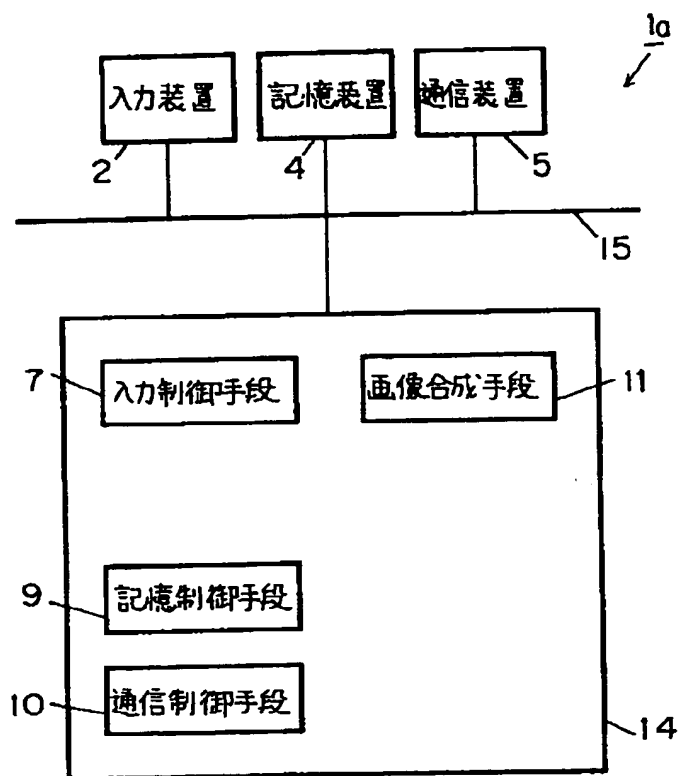 1a
入力装置
記憶装置
通信装置
2
4
5
15
7
入力制御手段
画像合成手段
11
9
記憶制御手段
10
通信制御手段
14